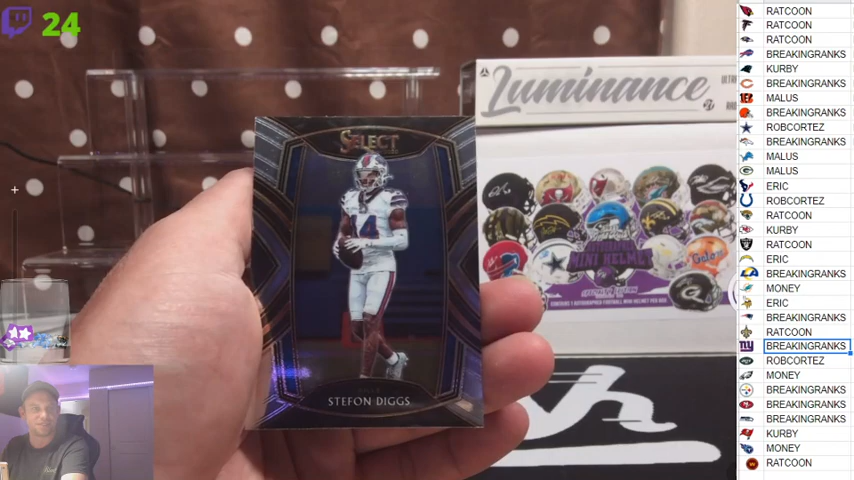 24
Luminance
SELECT
14
STEFON DIGGS
MINI HELMET
RATCOON
RATCOON
RATCOON
BREAKINGRANKS
KURBY
BREAKINGRANKS
MALUS
BREAKINGRANKS
ROBCORTEZ
BREAKINGRANKS
MALUS
MALUS
ERIC
ROBCORTEZ
RATCOON
KURBY
RATCOON
ERIC
BREAKINGRANKS
MONEY
ERIC
BREAKINGRANKS
RATCOON
BREAKINGRANKS
ROBCORTEZ
MONEY
BREAKINGRANKS
BREAKINGRANKS
BREAKINGRANKS
KURBY
MONEY
RATCOON